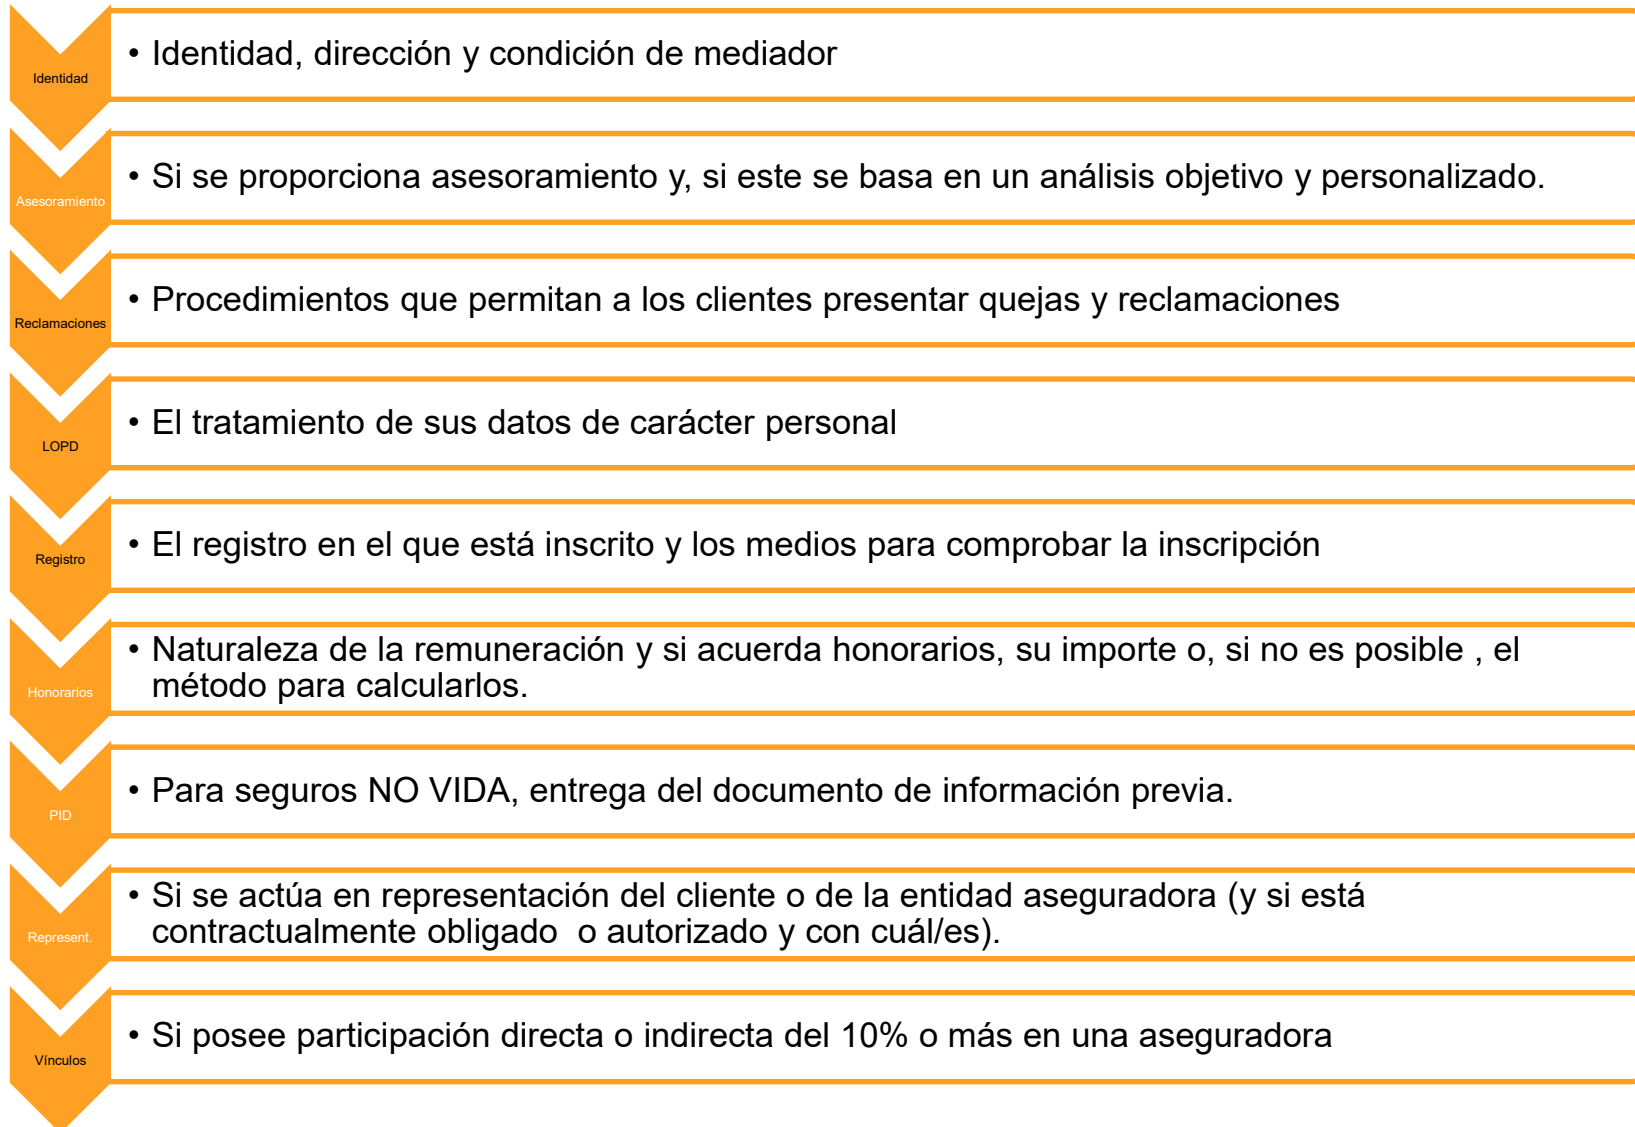 Identidad
• Identidad, dirección y condición de mediador
Asesoramiento
• Si se proporciona asesoramiento y, si este se basa en un análisis objetivo y personalizado.
Reclamaciones
• Procedimientos que permitan a los clientes presentar quejas y reclamaciones
LOPD
• El tratamiento de sus datos de carácter personal
Registro
• El registro en el que está inscrito y los medios para comprobar la inscripción
Honorarios
• Naturaleza de la remuneración y si acuerda honorarios, su importe o, si no es posible , el
método para calcularlos.
PID
• Para seguros NO VIDA, entrega del documento de información previa.
Represent.
• Si se actúa en representación del cliente o de la entidad aseguradora (y si está
contractualmente obligado  o autorizado y con cuál/es).
Vínculos
• Si posee participación directa o indirecta del 10% o más en una aseguradora